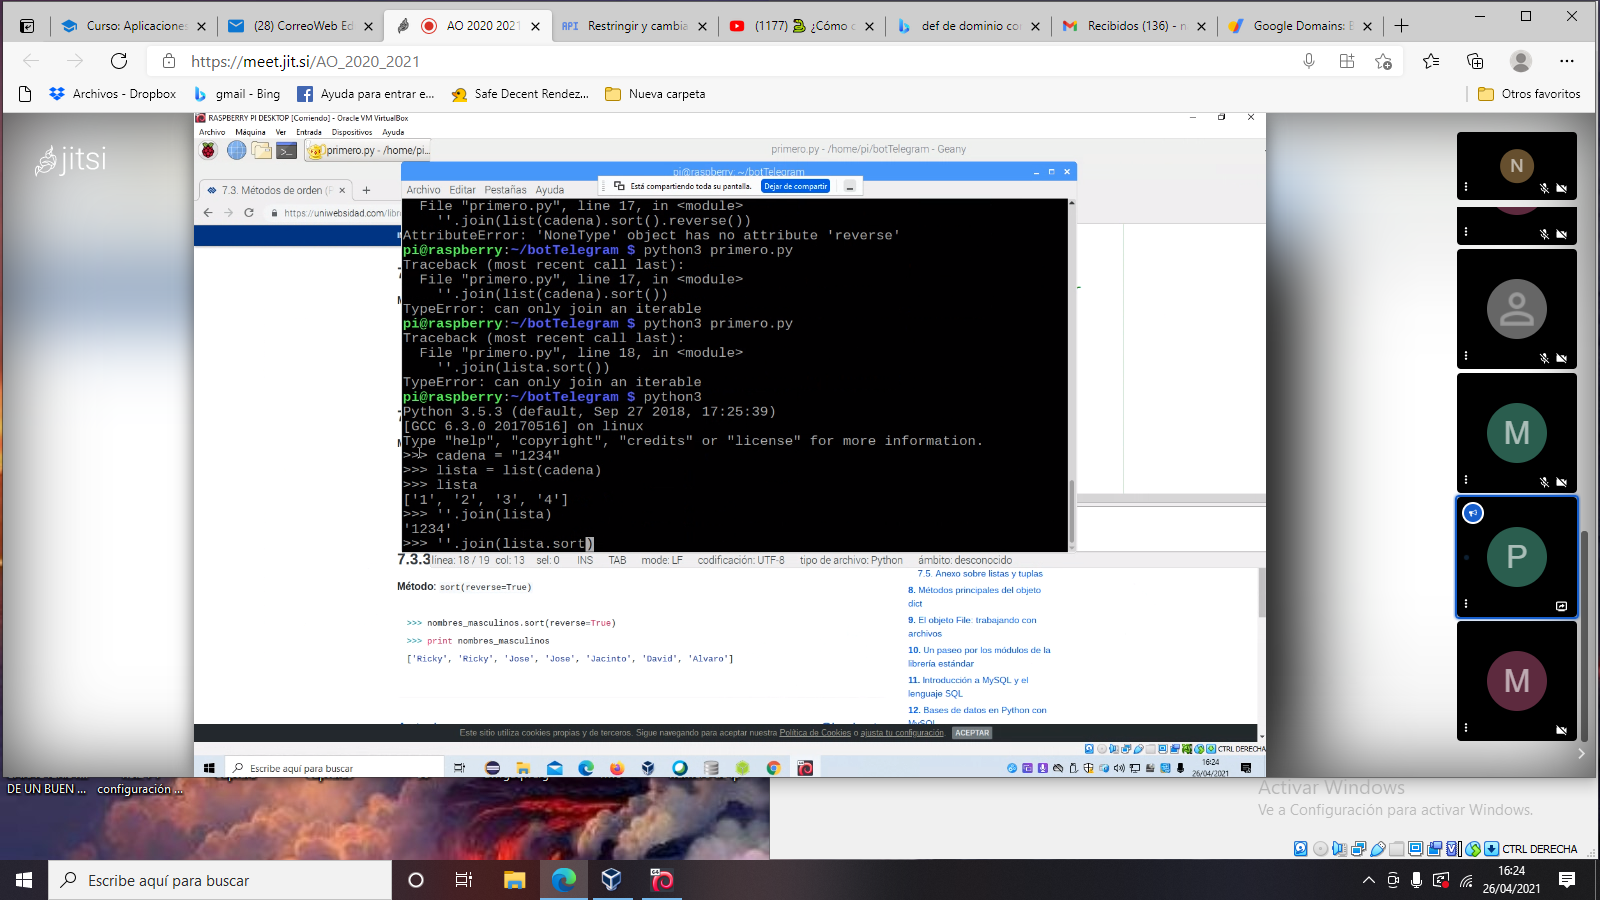 Curso: Aplicaciones
(28) CorreoWeb Ed
AO 2020 2021
API Restringir y cambia
(1177) ¿Cómo c
def de dominio co
Recibidos (136) - n
Google Domains: B
https://meet.jit.si/AO_2020_2021
Archivos - Dropbox
gmail - Bing
Ayuda para entrar e...
Safe Decent Rendez...
Nueva carpeta
Otros favoritos
jitsi
RASPBERRY PI DESKTOP [Corriendo] - Oracle VM VirtualBox
Archivo Máquina Ver Entrada Dispositivos Ayuda
primero.py - /home/pi...
primero.py - /home/pi/botTelegram - Geany
pi@raspberry: ~/botTelegram
7.3. Métodos de orden (P
Archivo Editar Pestañas Ayuda
Está compartiendo toda su pantalla. Dejar de compartir
https://uniwebsidad.com/libr
File "primero.py", line 17, in <module>
''.join(list(cadena).sort().reverse())
AttributeError: 'NoneType' object has no attribute 'reverse'
pi@raspberry:~/botTelegram $ python3 primero.py
Traceback (most recent call last):
File "primero.py", line 17, in <module>
''.join(list(cadena).sort())
TypeError: can only join an iterable
pi@raspberry:~/botTelegram $ python3 primero.py
Traceback (most recent call last):
File "primero.py", line 18, in <module>
''.join(lista.sort())
TypeError: can only join an iterable
pi@raspberry:~/botTelegram $ python3
Python 3.5.3 (default, Sep 27 2018, 17:25:39)
[GCC 6.3.0 20170516] on linux
Type "help", "copyright", "credits" or "license" for more information.
>>> cadena = "1234"
>>> lista = list(cadena)
>>> lista
['1', '2', '3', '4']
>>> ''.join(lista)
'1234'
>>> ''.join(lista.sort)
7.3.3
línea: 18 / 19 col: 13 sel: 0 INS TAB mode: LF codificación: UTF-8 tipo de archivo: Python ámbito: desconocido
Método: sort(reverse=True)
>>> nombres_masculinos.sort(reverse=True)
>>> print nombres_masculinos
['Ricky', 'Ricky', 'Jose', 'Jose', 'Jacinto', 'David', 'Alvaro']
7.5. Anexo sobre listas y tuplas
8. Métodos principales del objeto
dict
9. El objeto File: trabajando con
archivos
10. Un paseo por los módulos de la
librería estándar
11. Introducción a MySQL y el
lenguaje SQL
12. Bases de datos en Python con
MySQL
Este sitio utiliza cookies propias y de terceros. Sigue navegando para aceptar nuestra Política de Cookies o ajusta tu configuración. ACEPTAR
CTRL DERECHA
Escribe aquí para buscar
16:24
26/04/2021
N
M
P
M
DE UN BUEN ...
configuración ...
Activar Windows
Ve a Configuración para activar Windows.
CTRL DERECHA
Escribe aquí para buscar
16:24
26/04/2021